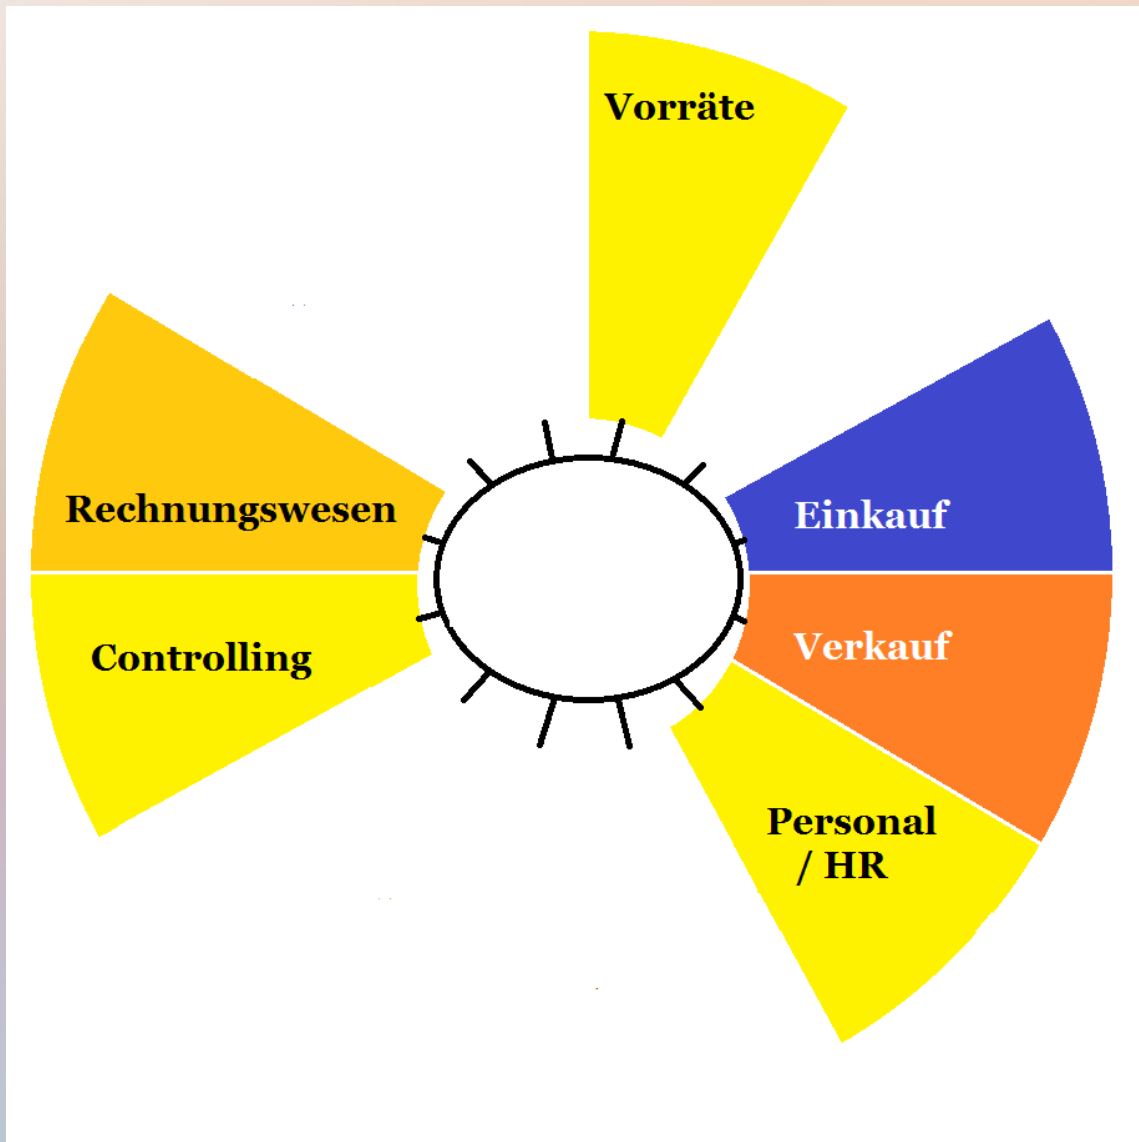 Vorräte
Einkauf
Verkauf
Personal
/ HR
Controlling
Rechnungswesen